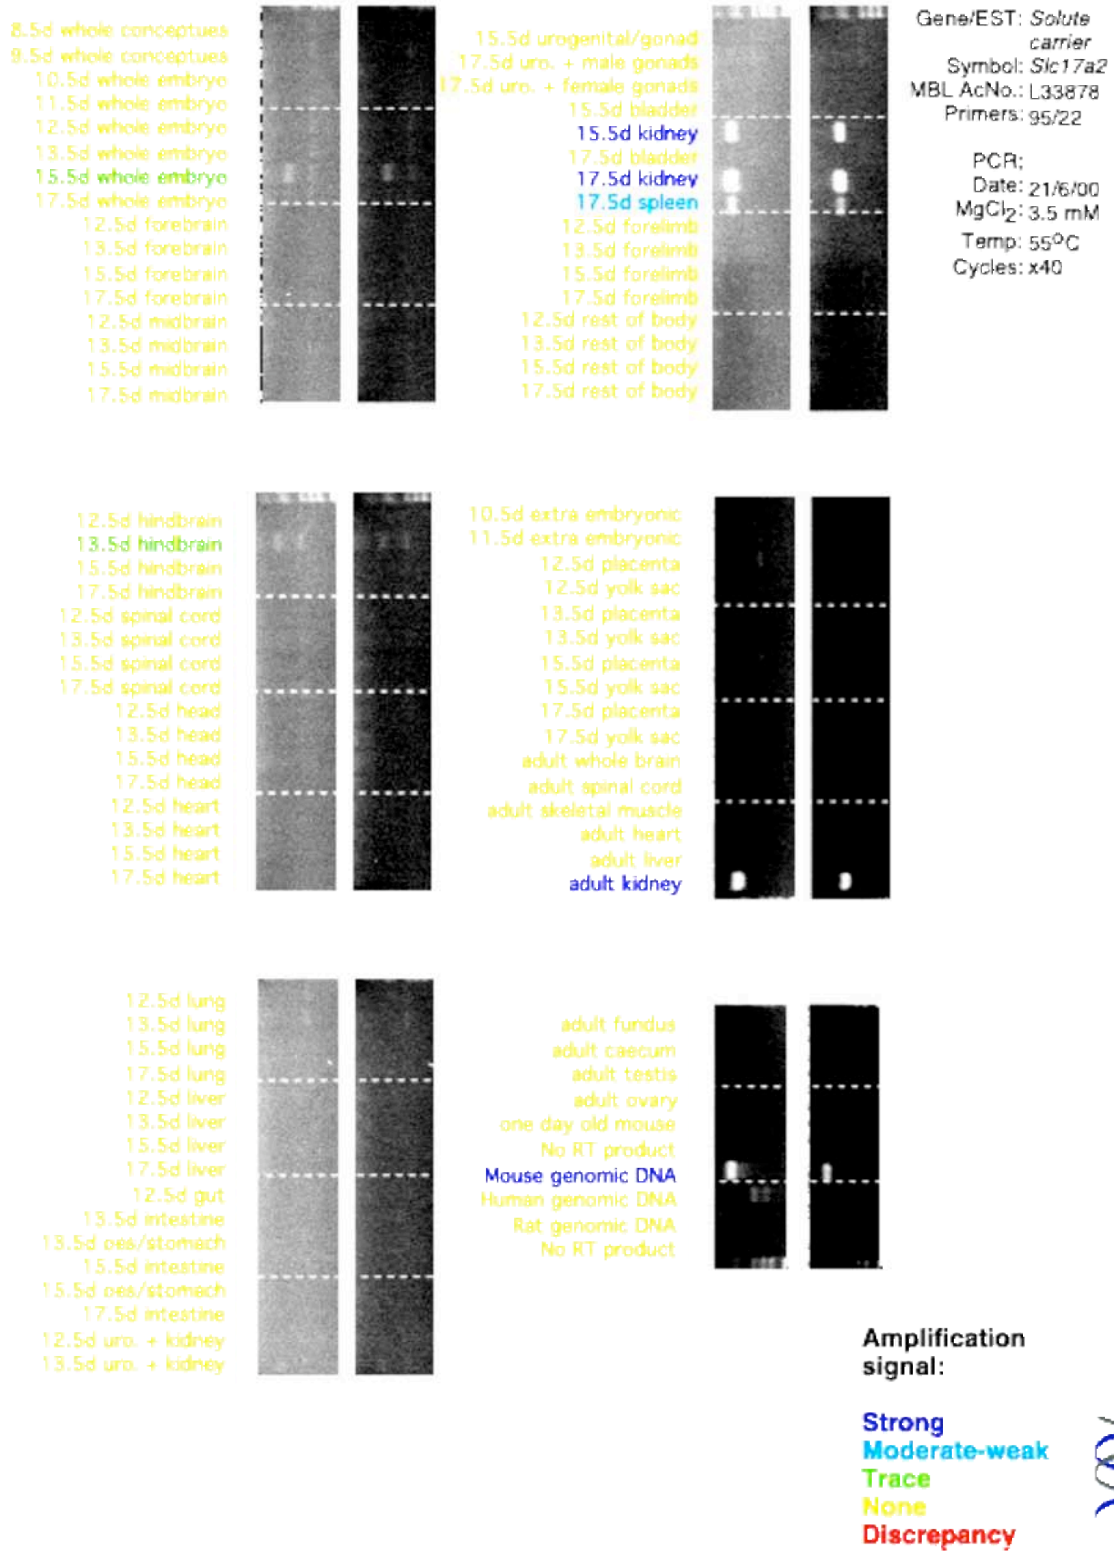 8.5d whole conceptues
9.5d whole conceptues
10.5d whole embryo
11.5d whole embryo
12.5d whole embryo
13.5d whole embryo
15.5d whole embryo
17.5d whole embryo
12.5d forebrain
13.5d forebrain
15.5d forebrain
17.5d forebrain
12.5d midbrain
13.5d midbrain
15.5d midbrain
17.5d midbrain
15.5d urogenital/gonad
17.5d uro. + male gonads
17.5d uro. + female gonads
15.5d bladder
15.5d kidney
17.5d bladder
17.5d kidney
17.5d spleen
12.5d forelimb
13.5d forelimb
15.5d forelimb
17.5d forelimb
12.5d rest of body
13.5d rest of body
15.5d rest of body
17.5d rest of body
Gene/EST: Solute
carrier
Symbol: Slc17a2
MBL AcNo.: L33878
Primers: 95/22
PCR;
Date: 21/6/00
MgCl2: 3.5 mM
Temp: 55°C
Cycles: x40
12.5d hindbrain
13.5d hindbrain
15.5d hindbrain
17.5d hindbrain
12.5d spinal cord
13.5d spinal cord
15.5d spinal cord
17.5d spinal cord
12.5d head
13.5d head
15.5d head
17.5d head
12.5d heart
13.5d heart
15.5d heart
17.5d heart
10.5d extra embryonic
11.5d extra embryonic
12.5d placenta
12.5d yolk sac
13.5d placenta
13.5d yolk sac
15.5d placenta
15.5d yolk sac
17.5d placenta
17.5d yolk sac
adult whole brain
adult spinal cord
adult skeletal muscle
adult heart
adult liver
adult kidney
12.5d lung
13.5d lung
15.5d lung
17.5d lung
12.5d liver
13.5d liver
15.5d liver
17.5d liver
12.5d gut
13.5d intestine
13.5d oes/stomach
15.5d intestine
15.5d oes/stomach
17.5d intestine
12.5d uro. + kidney
13.5d uro. + kidney
adult fundus
adult caecum
adult testis
adult ovary
one day old mouse
No RT product
Mouse genomic DNA
Human genomic DNA
Rat genomic DNA
No RT product
Amplification
signal:
Strong
Moderate-weak
Trace
None
Discrepancy